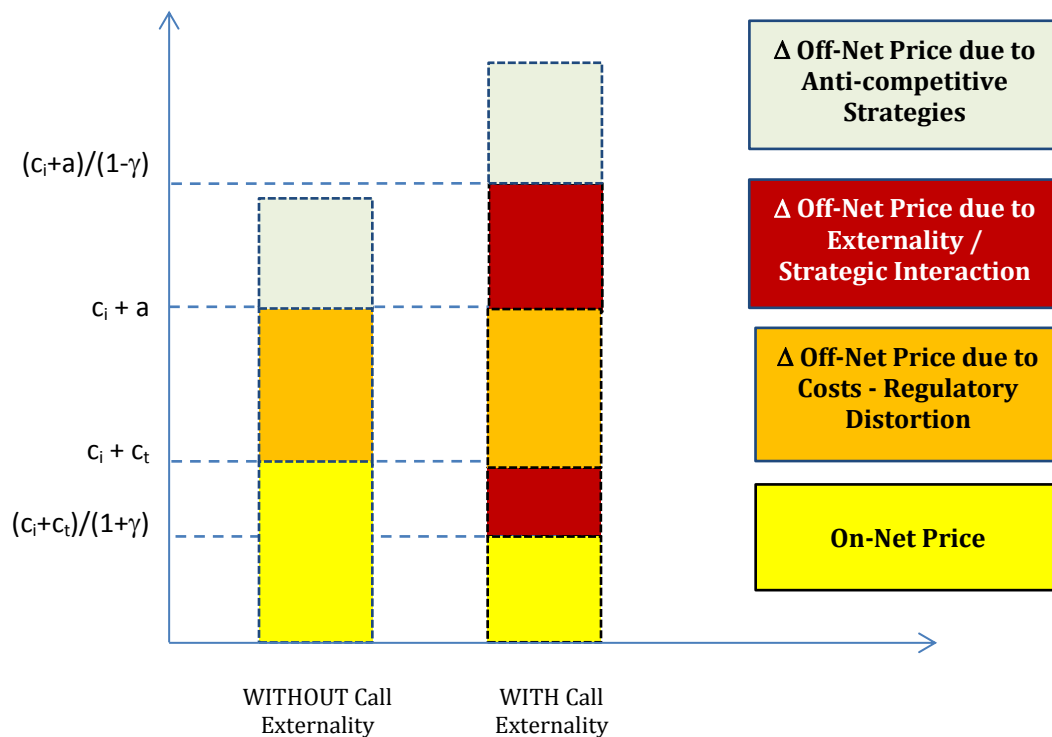 Δ Off-Net Price due to
Anti-competitive
Strategies
(cᵢ+a)/(1-γ)
Δ Off-Net Price due to
Externality /
Strategic Interaction
cᵢ + a
Δ Off-Net Price due to
Costs - Regulatory
Distortion
cᵢ + cₜ
(cᵢ+cₜ)/(1+γ)
On-Net Price
WITHOUT Call
Externality
WITH Call
Externality